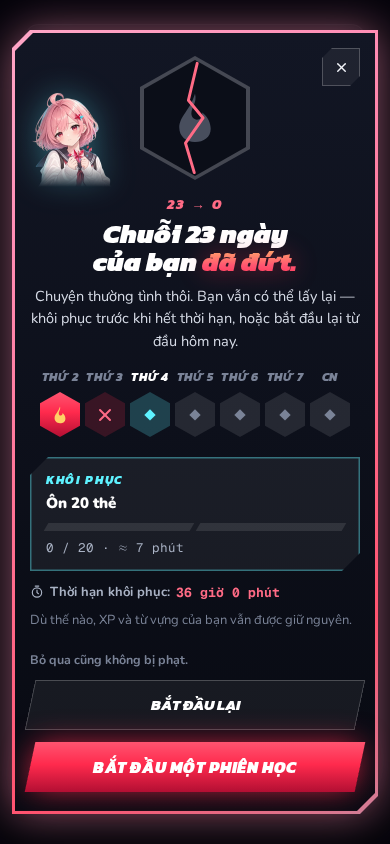 23 → 0
Chuỗi 23 ngày
của bạn đã đứt.
Chuyện thường tình thôi. Bạn vẫn có thể lấy lại —
khôi phục trước khi hết thời hạn, hoặc bắt đầu lại từ
đầu hôm nay.
THỨ 2 THỨ 3 THỨ 4 THỨ 5 THỨ 6 THỨ 7 CN
KHÔI PHỤC
Ôn 20 thẻ
0 / 20 · ≈ 7 phút
Thời hạn khôi phục: 36 giờ 0 phút
Dù thế nào, XP và từ vựng của bạn vẫn được giữ nguyên.
Bỏ qua cũng không bị phạt.
BẮT ĐẦU LẠI
BẮT ĐẦU MỘT PHIÊN HỌC